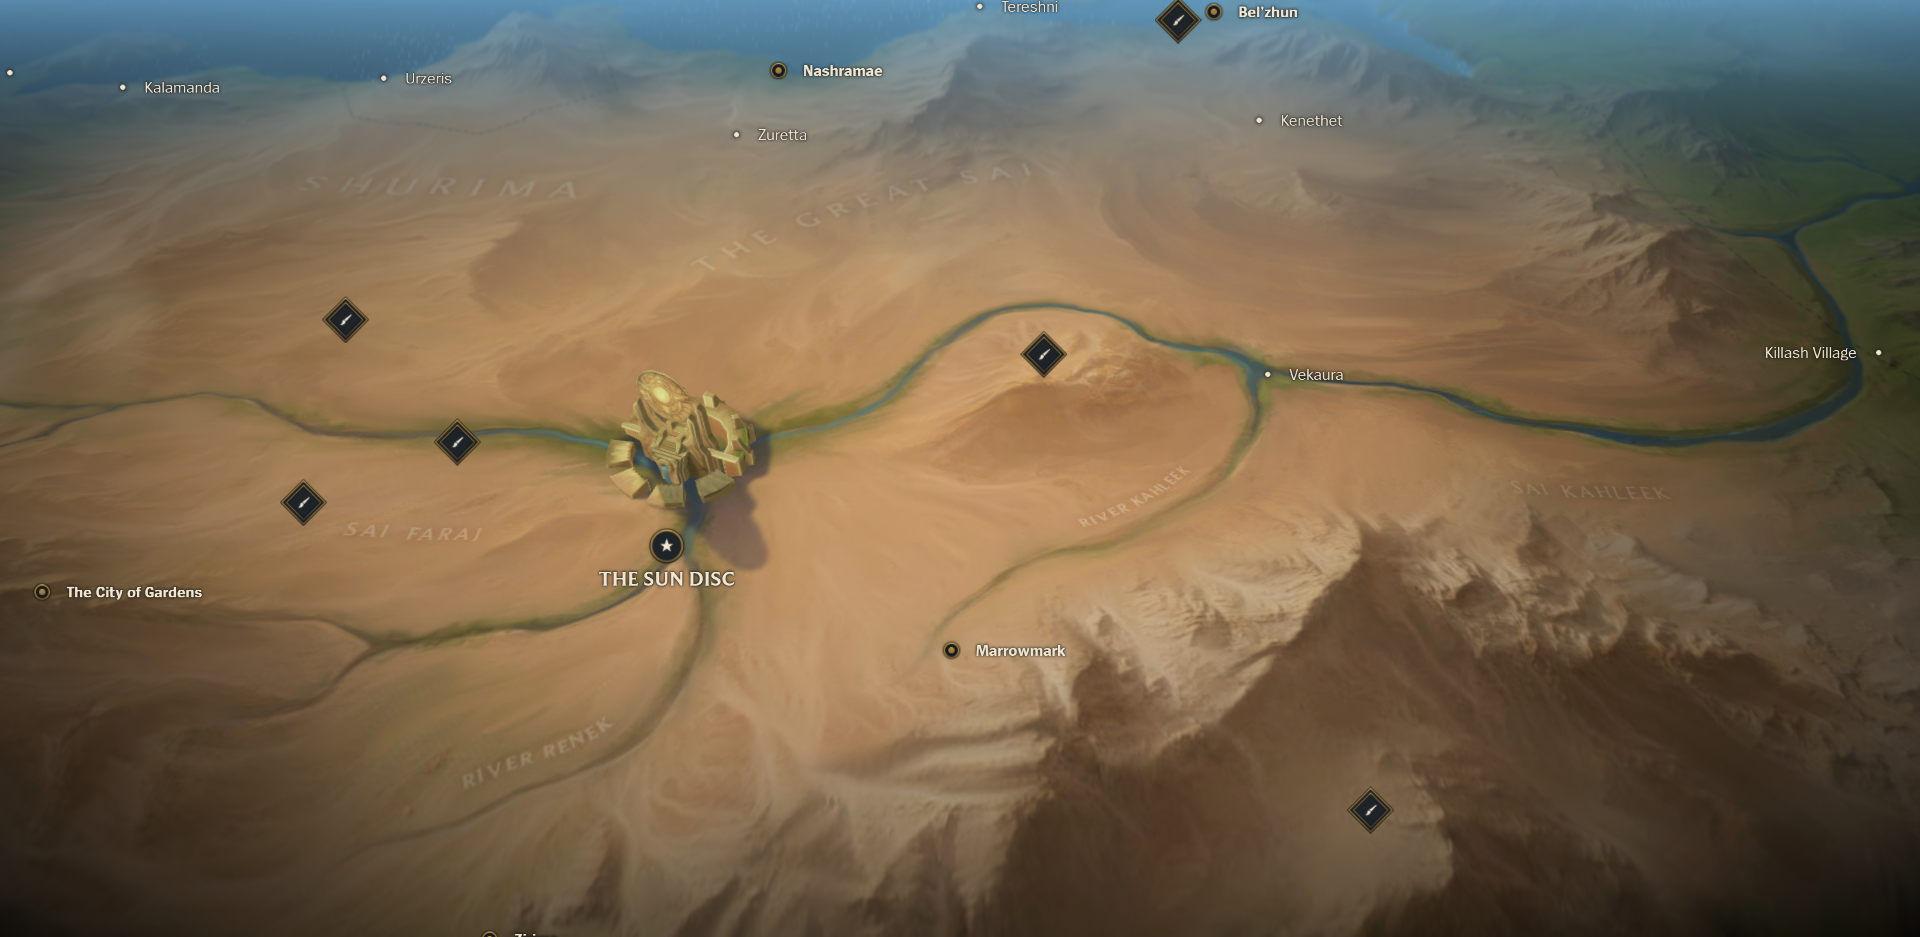 Tereshni
Bel'zhun
Nashramae
Urzeris
Kalamanda
Kenethet
Zuretta
SHURIMA
THE GREAT SAI
Killash Village
Vekaura
RIVER KAHLEEK
SAI KAHLEEK
SAI FARAJ
THE SUN DISC
The City of Gardens
Marrowmark
RIVER RENEK